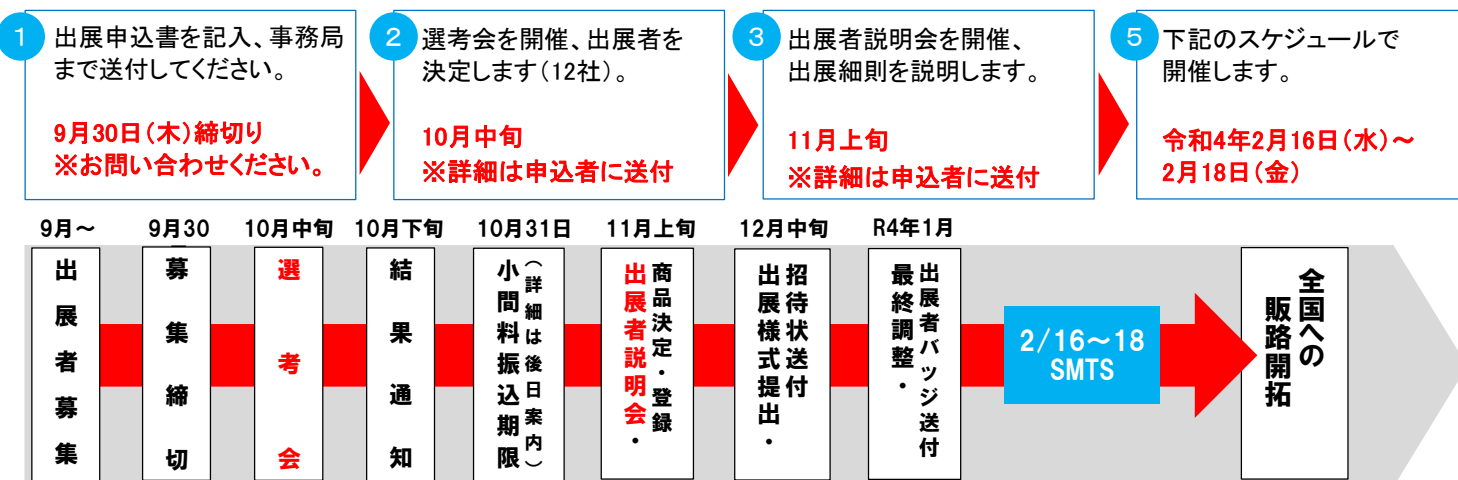 1
出展申込書を記入、事務局
まで送付してください。
9月30日(木)締切り
※お問い合わせください。
2
選考会を開催、出展者を
決定します(12社)。
10月中旬
※詳細は申込者に送付
3
出展者説明会を開催、
出展細則を説明します。
11月上旬
※詳細は申込者に送付
5
下記のスケジュールで
開催します。
令和4年2月16日(水)~
2月18日(金)
9月~
出展者募集
9月30
募集締切
10月中旬
選考会
10月下旬
結果通知
10月31日
小間料振込期限
(詳細は後日案内)
11月上旬
出展者説明会・
商品決定・登録
12月中旬
出展様式提出・
招待状送付
R4年1月
最終調整・
出展者バッジ送付
2/16~18
SMTS
全国への
販路開拓